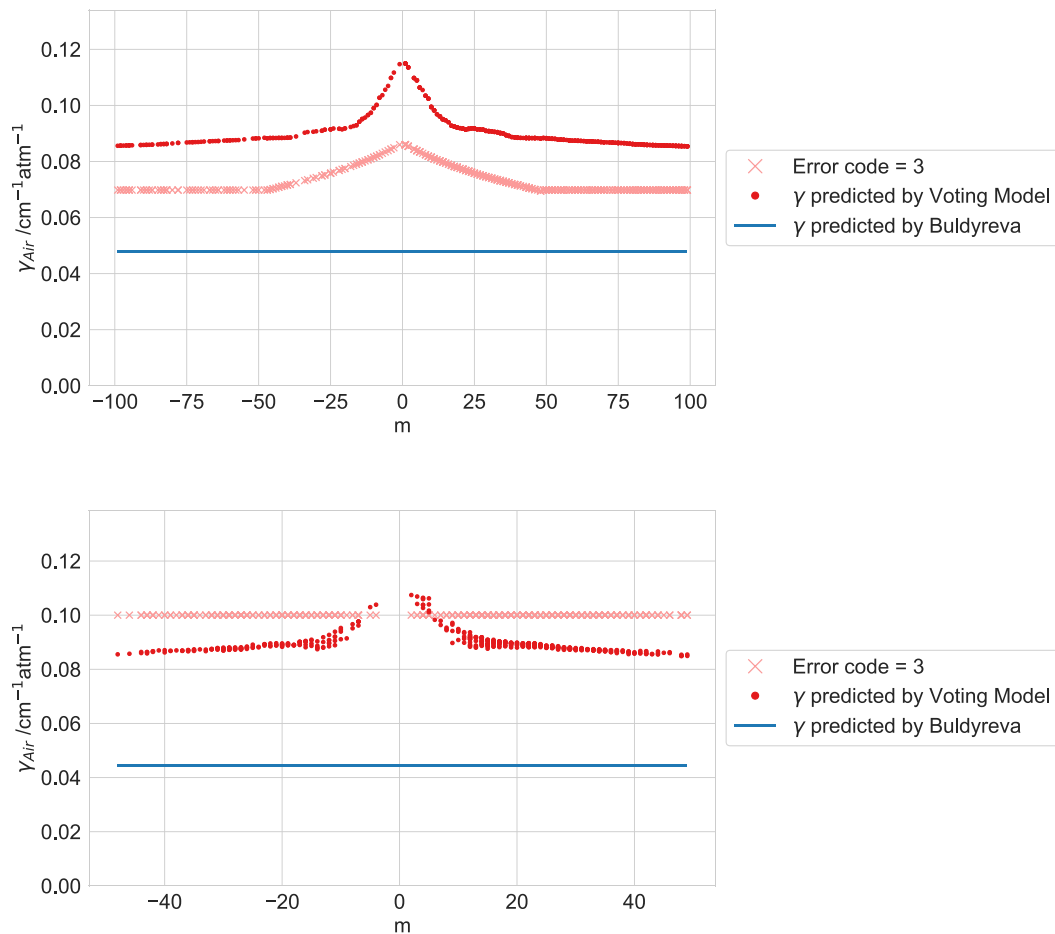 0.12
0.10
0.08
0.06
0.04
0.02
0.00
γAir /cm−1atm−1
−100 −75 −50 −25 0 25 50 75 100
m
Error code = 3
γ predicted by Voting Model
γ predicted by Buldyreva
0.12
0.10
0.08
0.06
0.04
0.02
0.00
γAir /cm−1atm−1
−40 −20 0 20 40
m
Error code = 3
γ predicted by Voting Model
γ predicted by Buldyreva